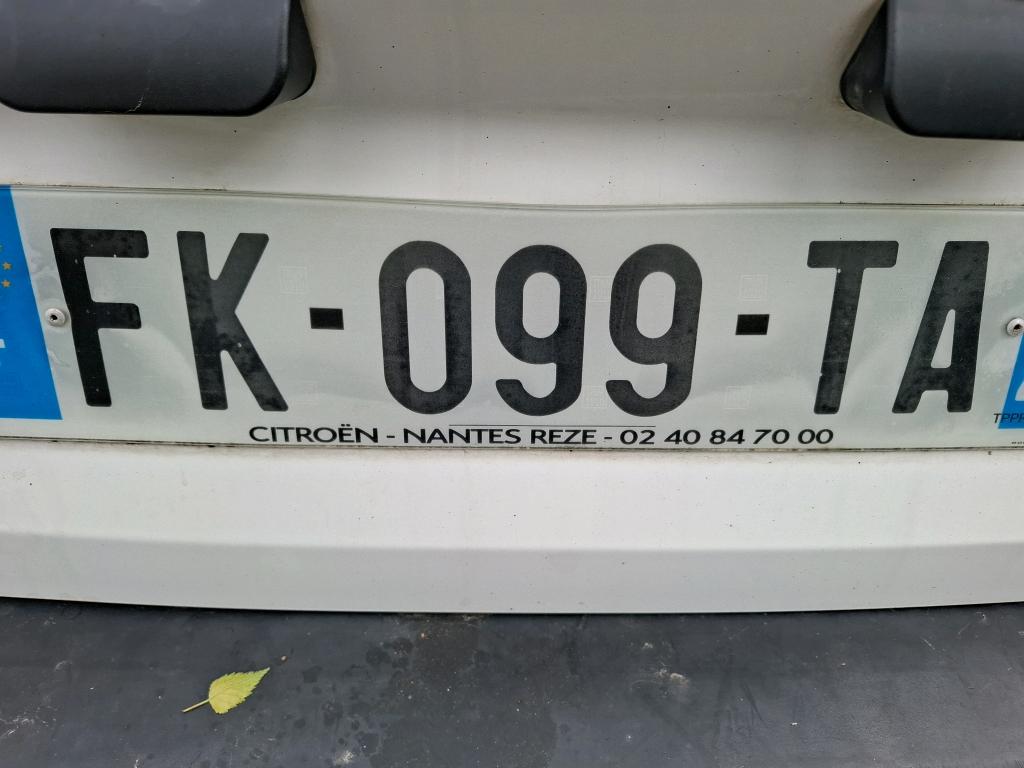 FK-099-TA
CITROËN - NANTES REZE - 02 40 84 70 00